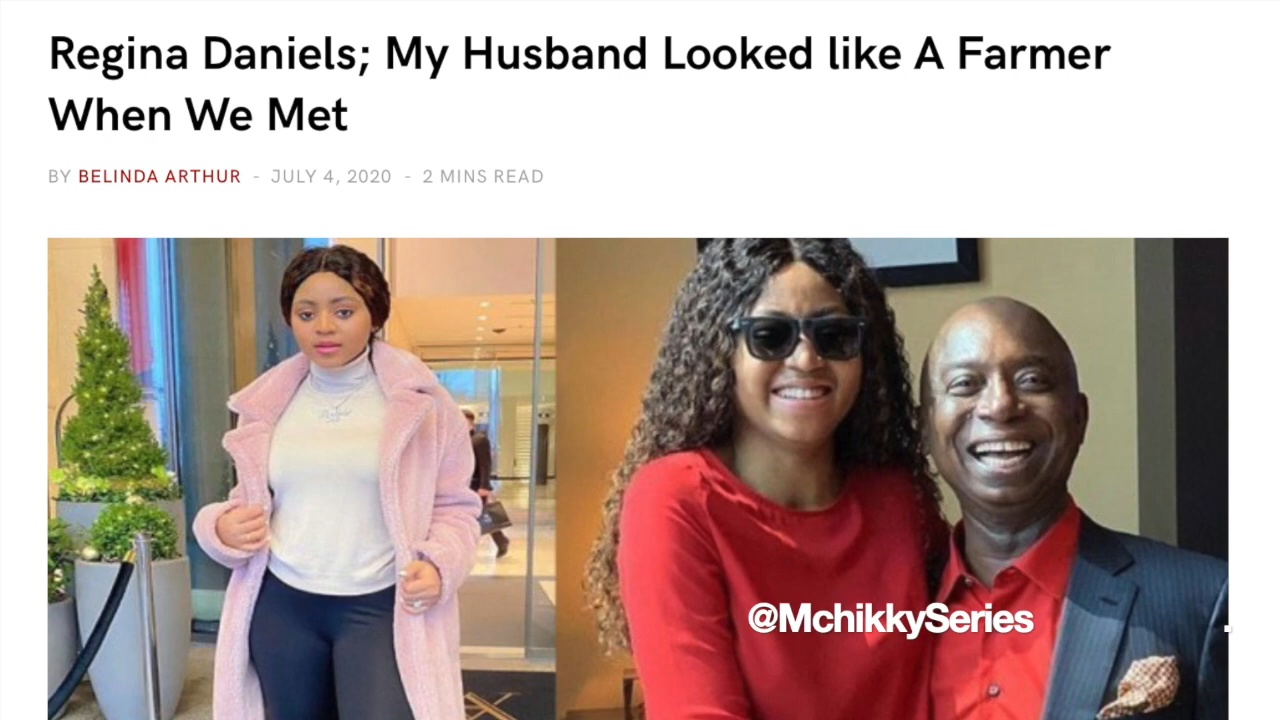 Regina Daniels; My Husband Looked like A Farmer
When We Met
BY BELINDA ARTHUR - JULY 4, 2020 - 2 MINS READ
@MchikkySeries